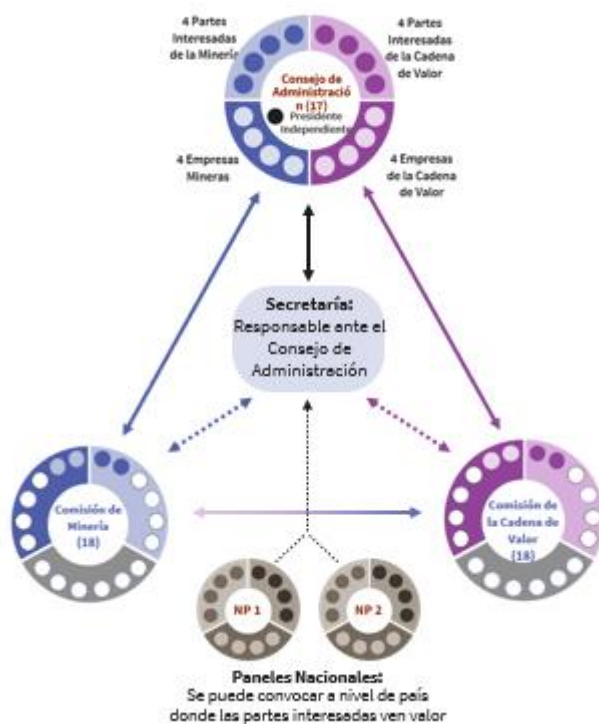 4 Partes
Interesadas
de la Minería
4 Partes
Interesadas
de la Cadena
de Valor
Consejo de
Administració
n (17)
Presidente
Independiente
4 Empresas
Mineras
4 Empresas
de la Cadena
de Valor
Secretaría:
Responsable ante el
Consejo de
Administración
Comisión de
Minería
(18)
Comisión de
la Cadena de
Valor
(18)
NP 1
NP 2
Paneles Nacionales:
Se puede convocar a nivel de país
donde las partes interesadas ven valor